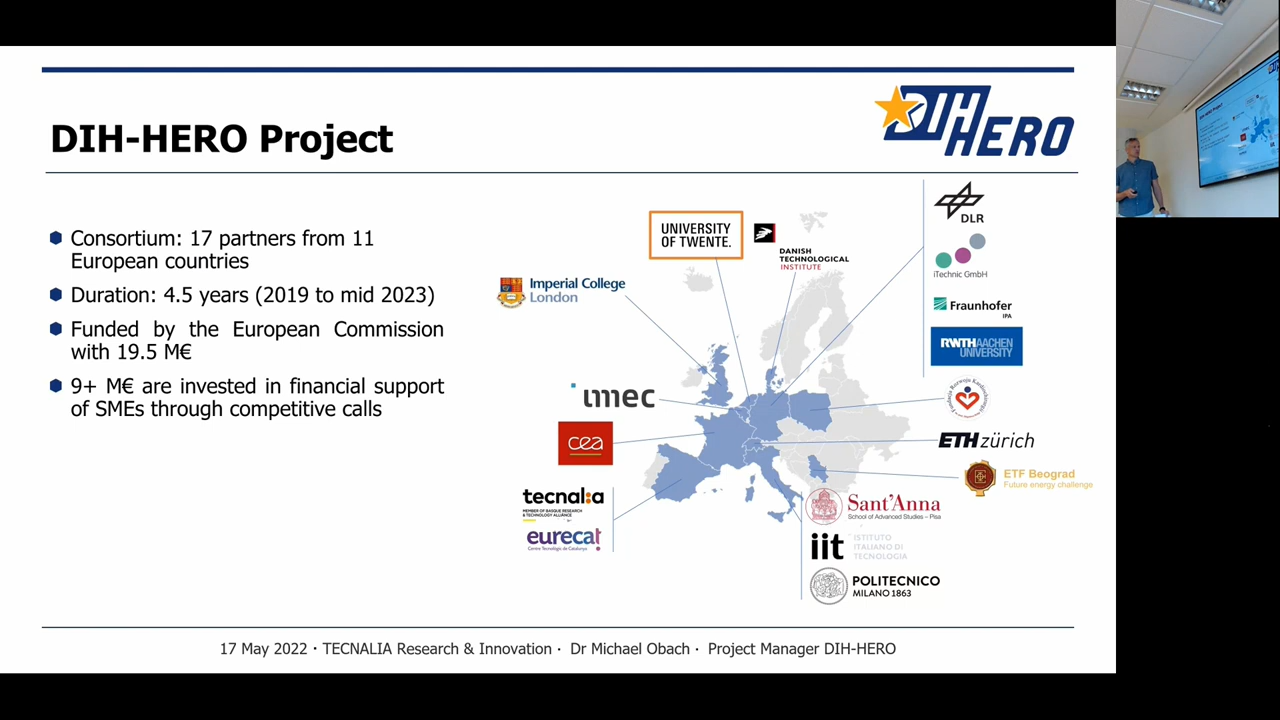 DIH HERO
DIH-HERO Project
Consortium: 17 partners from 11
European countries
Duration: 4.5 years (2019 to mid 2023)
Funded by the European Commission
with 19.5 M€
9+ M€ are invested in financial support
of SMEs through competitive calls
UNIVERSITY
OF TWENTE.
DANISH
TECHNOLOGICAL
INSTITUTE
Imperial College
London
imec
cea
tecnalia
MEMBER OF BASQUE RESEARCH
& TECHNOLOGY ALLIANCE
eurecat
Centre Tecnològic de Catalunya
DLR
iTechnic GmbH
Fraunhofer
IPA
RWTHAACHEN
UNIVERSITY
ETH zürich
ETF Beograd
Future energy challenge
Sant'Anna
School of Advanced Studies – Pisa
iit
ISTITUTO
ITALIANO DI
TECNOLOGIA
POLITECNICO
MILANO 1863
17 May 2022 · TECNALIA Research & Innovation · Dr Michael Obach · Project Manager DIH-HERO